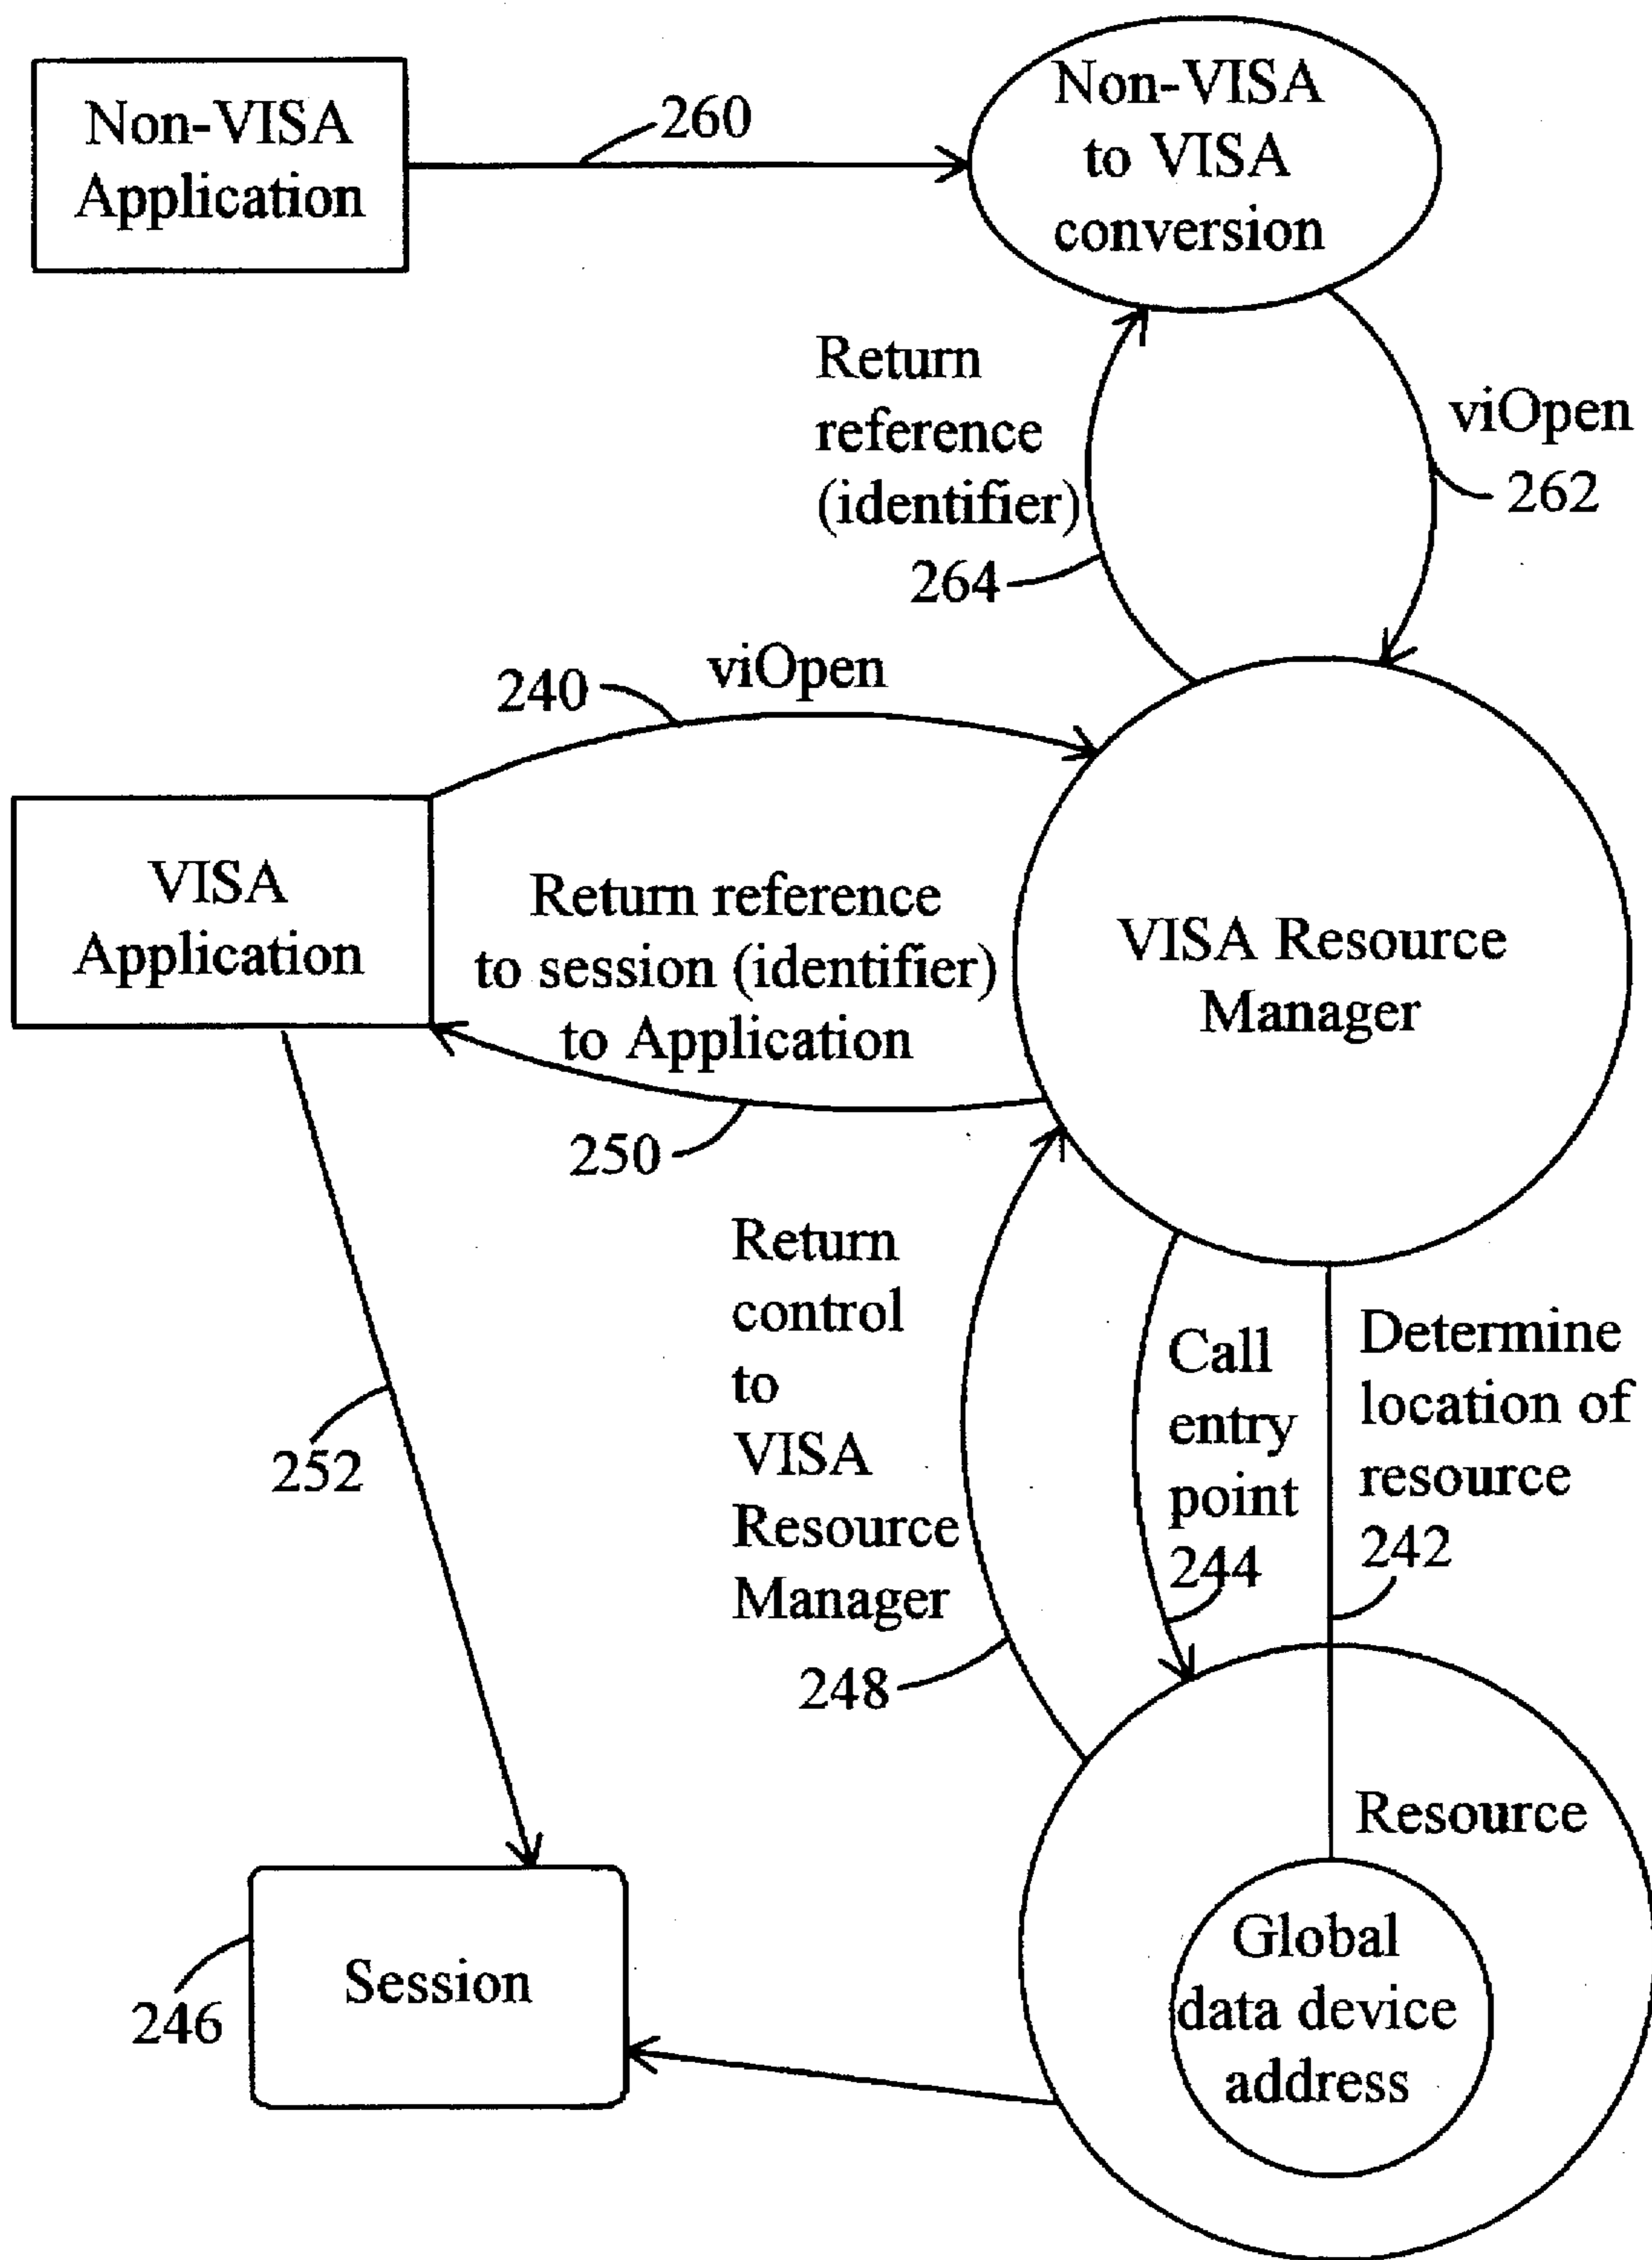 Non-VISA
Application
260
Non-VISA
to VISA
conversion
Return
reference
(identifier)
264
viOpen
262
240
viOpen
VISA
Application
Return reference
to session (identifier)
to Application
250
VISA Resource
Manager
252
Return
control
to
VISA
Resource
Manager
248
Call
entry
point
244
Determine
location of
resource
242
Resource
Global
data device
address
Session
246